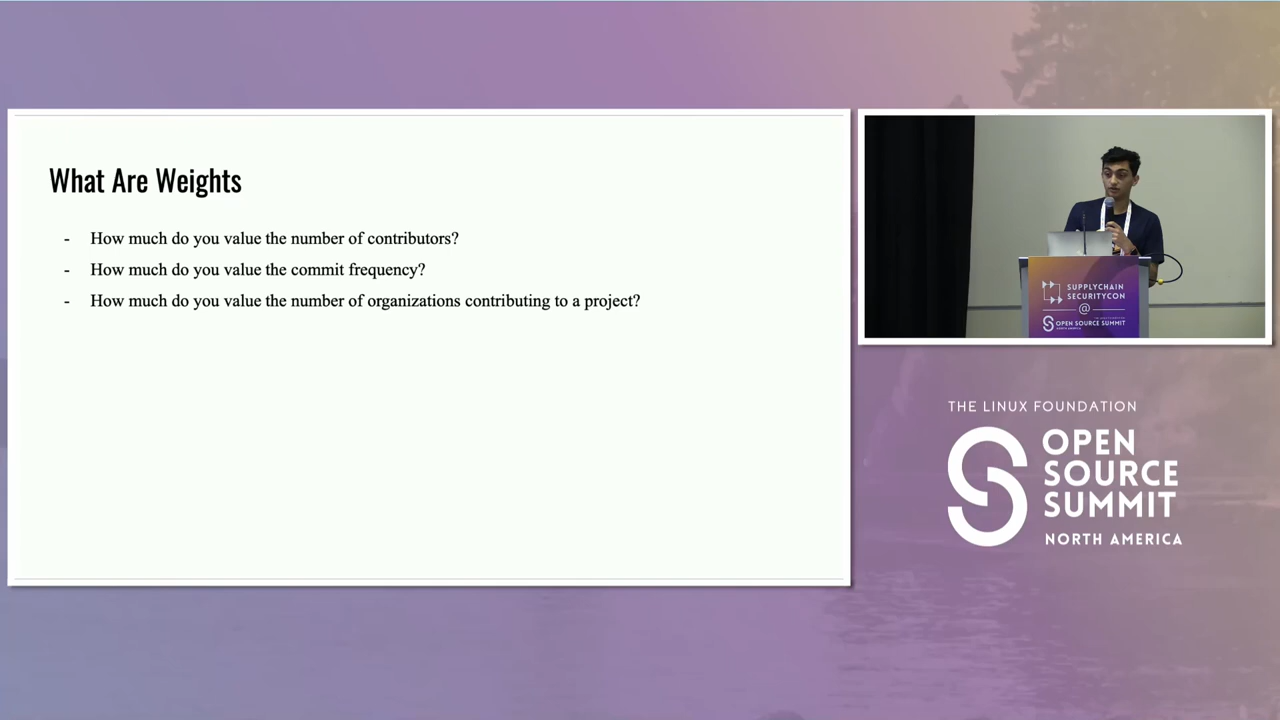 What Are Weights
- How much do you value the number of contributors?
- How much do you value the commit frequency?
- How much do you value the number of organizations contributing to a project?
SUPPLYCHAIN
SECURITYCON
@
OPEN SOURCE SUMMIT
THE LINUX FOUNDATION
OPEN
SOURCE
SUMMIT
NORTH AMERICA